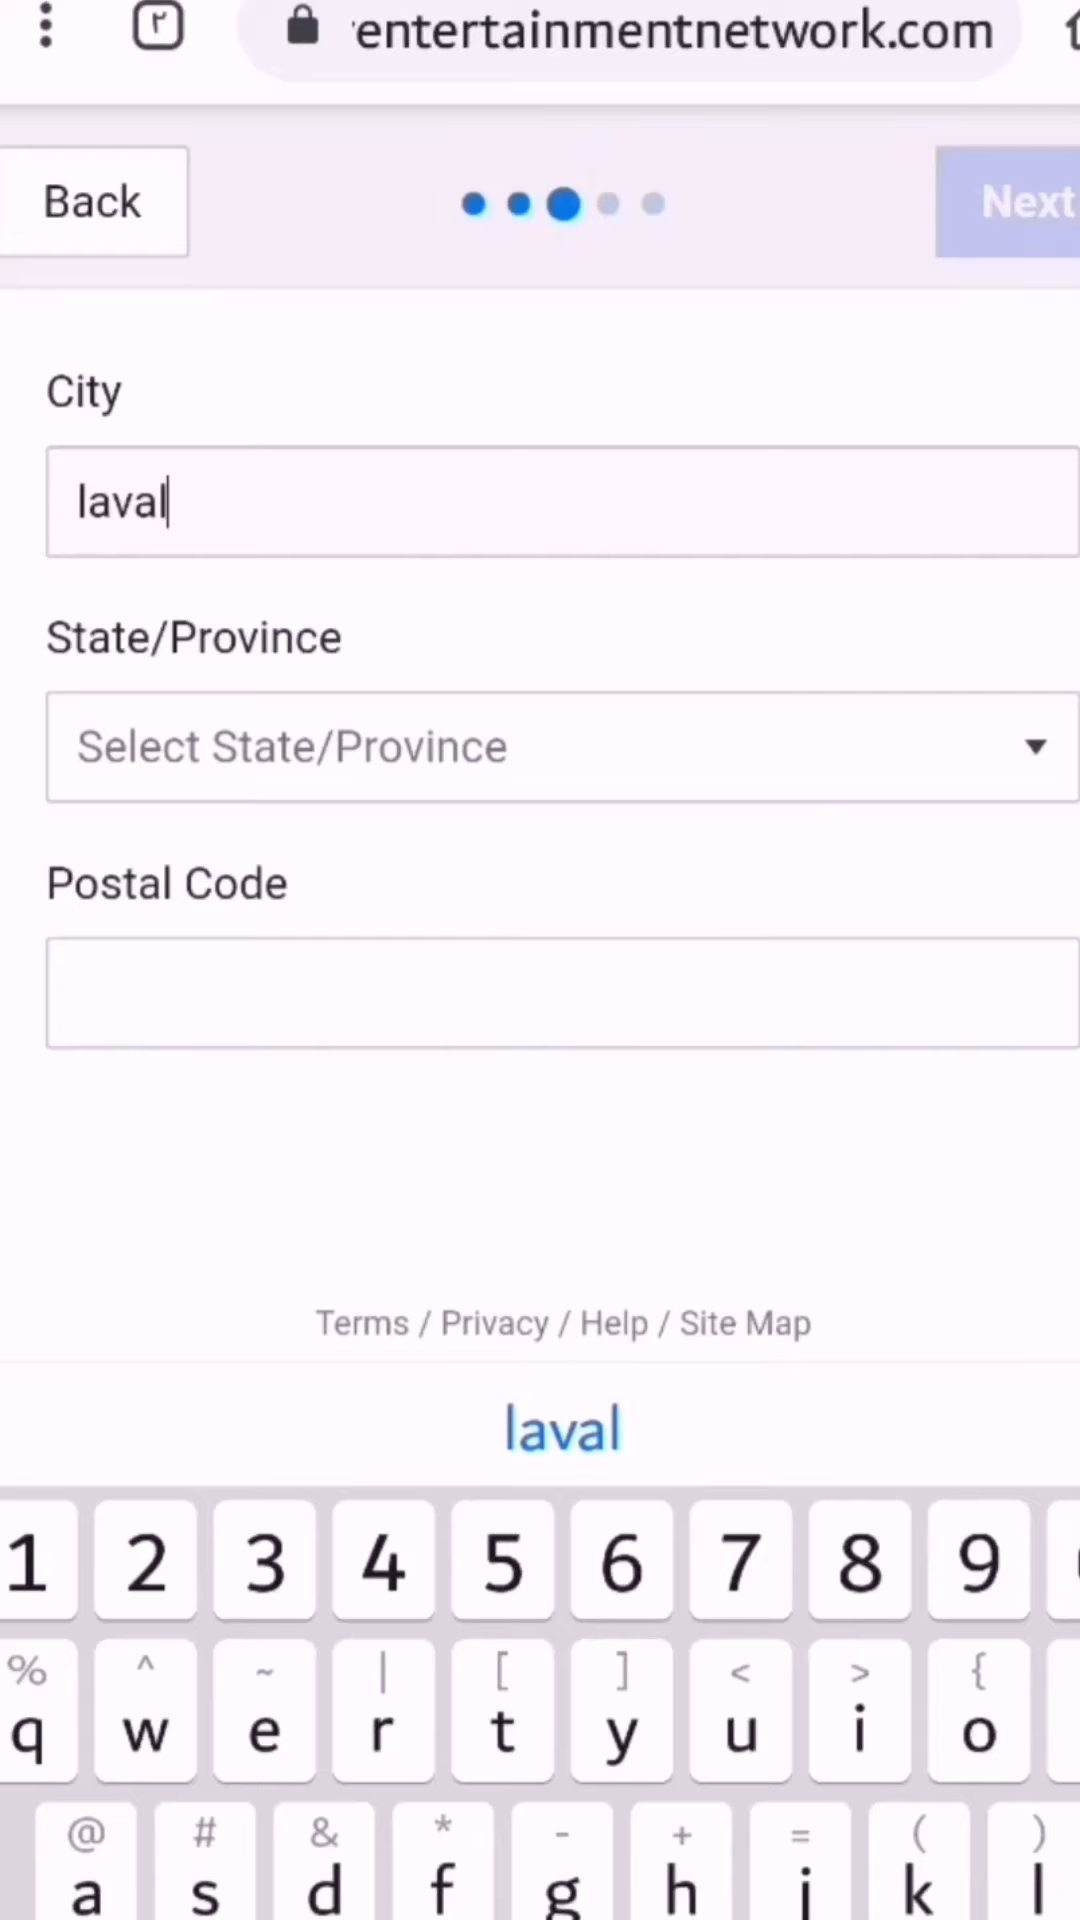 ٢ entertainmentnetwork.com
Back Next
City
laval
State/Province
Select State/Province
Postal Code
Terms / Privacy / Help / Site Map
laval
1 2 3 4 5 6 7 8 9
% ^ ~ | [ ] < > {
q w e r t y u i o
@ # & * - + = ( )
a s d f g h j k l